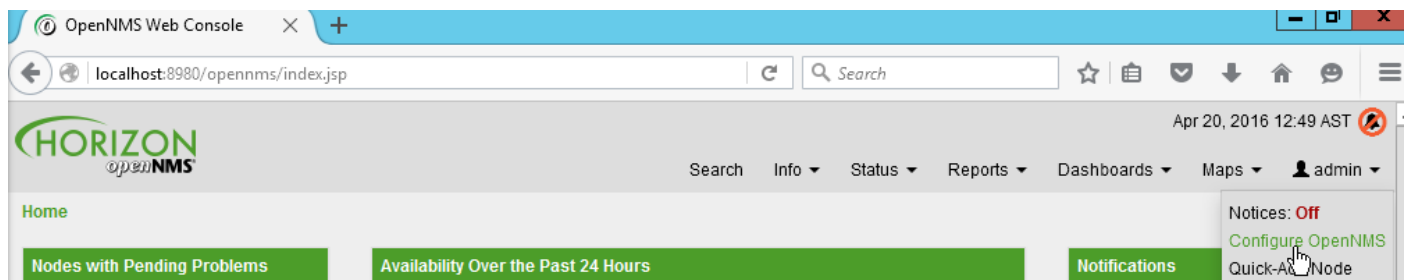 OpenNMS Web Console
localhost:8980/opennms/index.jsp
Search
HORIZON
openNMS
Apr 20, 2016 12:49 AST
Search Info Status Reports Dashboards Maps admin
Home
Notices: Off
Configure OpenNMS
Quick-Add Node
Nodes with Pending Problems
Availability Over the Past 24 Hours
Notifications